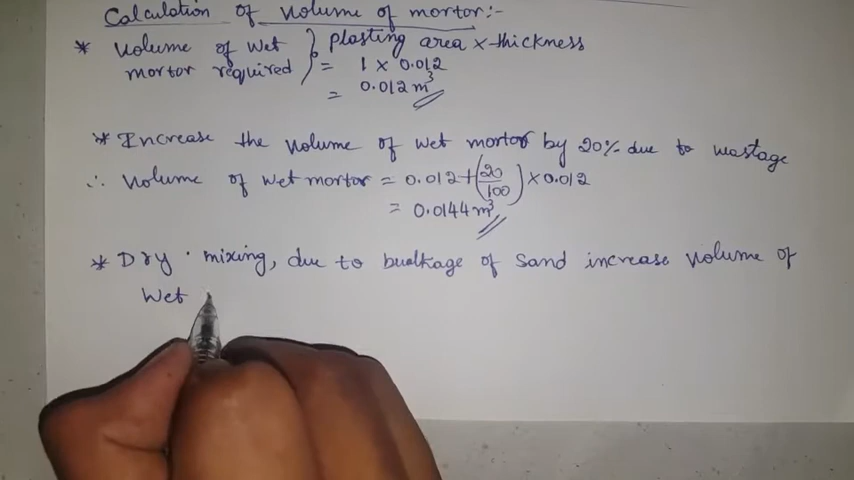 Calculation of volume of mortor:-
* Volume of Wet } plasting area × thickness
mortor required } = 1 × 0.012
= 0.012 m³
* Increase the volume of wet mortor by 20% due to wastage
∴ Volume of wet mortor = 0.012 + (20/100) × 0.012
= 0.0144 m³
* Dry mixing, due to bualkage of sand increase volume of
Wet